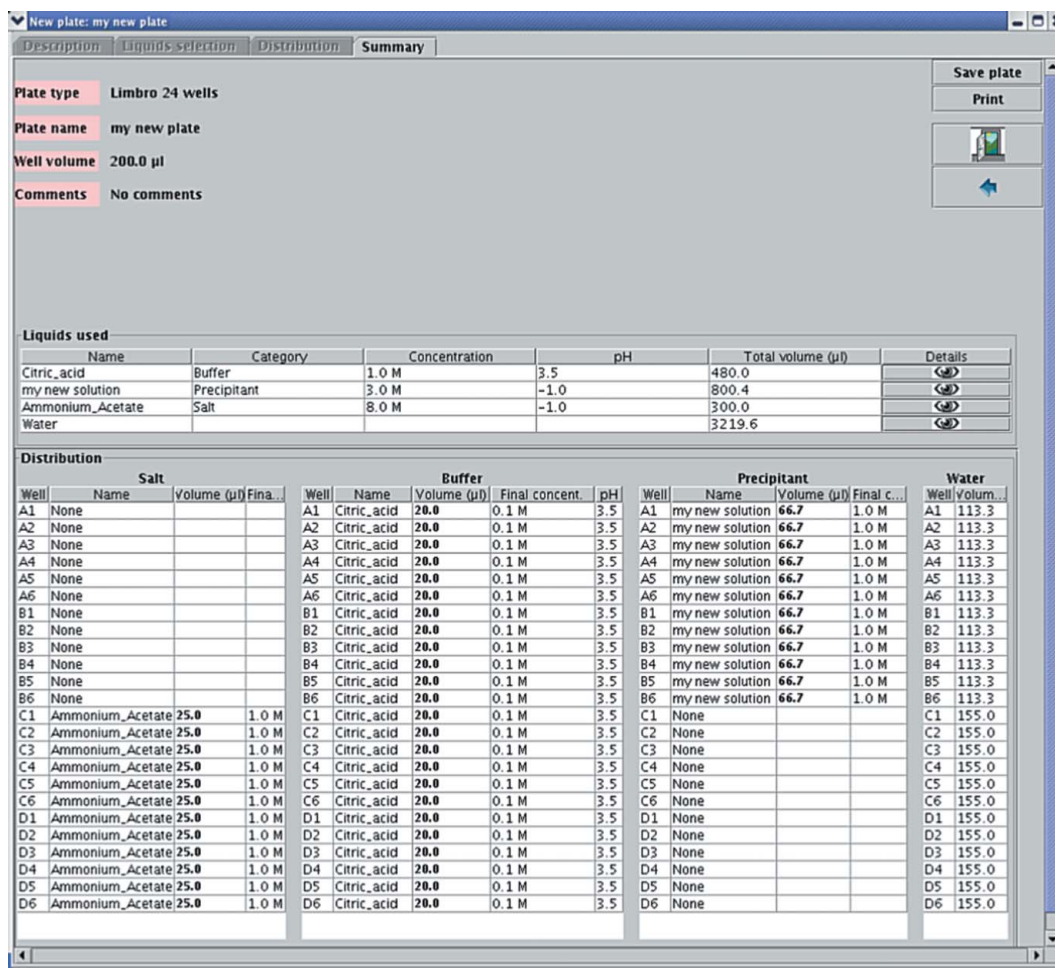 New plate: my new plate
Description Liquids selection Distribution Summary
Save plate
Plate type Limbro 24 wells
Print
Plate name my new plate
Well volume 200.0 µl
Comments No comments
Liquids used
Name Category Concentration pH Total volume (µl) Details
Citric_acid Buffer 1.0 M 3.5 480.0
my new solution Precipitant 3.0 M -1.0 800.4
Ammonium_Acetate Salt 8.0 M -1.0 300.0
Water 3219.6
Distribution
Salt Buffer Precipitant Water
Well Name Volume (µl) Fina... Well Name Volume (µl) Final concent. pH Well Name Volume (µl) Final c... Well Volum...
A1 None A1 Citric_acid 20.0 0.1 M 3.5 A1 my new solution 66.7 1.0 M A1 113.3
A2 None A2 Citric_acid 20.0 0.1 M 3.5 A2 my new solution 66.7 1.0 M A2 113.3
A3 None A3 Citric_acid 20.0 0.1 M 3.5 A3 my new solution 66.7 1.0 M A3 113.3
A4 None A4 Citric_acid 20.0 0.1 M 3.5 A4 my new solution 66.7 1.0 M A4 113.3
A5 None A5 Citric_acid 20.0 0.1 M 3.5 A5 my new solution 66.7 1.0 M A5 113.3
A6 None A6 Citric_acid 20.0 0.1 M 3.5 A6 my new solution 66.7 1.0 M A6 113.3
B1 None B1 Citric_acid 20.0 0.1 M 3.5 B1 my new solution 66.7 1.0 M B1 113.3
B2 None B2 Citric_acid 20.0 0.1 M 3.5 B2 my new solution 66.7 1.0 M B2 113.3
B3 None B3 Citric_acid 20.0 0.1 M 3.5 B3 my new solution 66.7 1.0 M B3 113.3
B4 None B4 Citric_acid 20.0 0.1 M 3.5 B4 my new solution 66.7 1.0 M B4 113.3
B5 None B5 Citric_acid 20.0 0.1 M 3.5 B5 my new solution 66.7 1.0 M B5 113.3
B6 None B6 Citric_acid 20.0 0.1 M 3.5 B6 my new solution 66.7 1.0 M B6 113.3
C1 Ammonium_Acetate 25.0 1.0 M C1 Citric_acid 20.0 0.1 M 3.5 C1 None C1 155.0
C2 Ammonium_Acetate 25.0 1.0 M C2 Citric_acid 20.0 0.1 M 3.5 C2 None C2 155.0
C3 Ammonium_Acetate 25.0 1.0 M C3 Citric_acid 20.0 0.1 M 3.5 C3 None C3 155.0
C4 Ammonium_Acetate 25.0 1.0 M C4 Citric_acid 20.0 0.1 M 3.5 C4 None C4 155.0
C5 Ammonium_Acetate 25.0 1.0 M C5 Citric_acid 20.0 0.1 M 3.5 C5 None C5 155.0
C6 Ammonium_Acetate 25.0 1.0 M C6 Citric_acid 20.0 0.1 M 3.5 C6 None C6 155.0
D1 Ammonium_Acetate 25.0 1.0 M D1 Citric_acid 20.0 0.1 M 3.5 D1 None D1 155.0
D2 Ammonium_Acetate 25.0 1.0 M D2 Citric_acid 20.0 0.1 M 3.5 D2 None D2 155.0
D3 Ammonium_Acetate 25.0 1.0 M D3 Citric_acid 20.0 0.1 M 3.5 D3 None D3 155.0
D4 Ammonium_Acetate 25.0 1.0 M D4 Citric_acid 20.0 0.1 M 3.5 D4 None D4 155.0
D5 Ammonium_Acetate 25.0 1.0 M D5 Citric_acid 20.0 0.1 M 3.5 D5 None D5 155.0
D6 Ammonium_Acetate 25.0 1.0 M D6 Citric_acid 20.0 0.1 M 3.5 D6 None D6 155.0